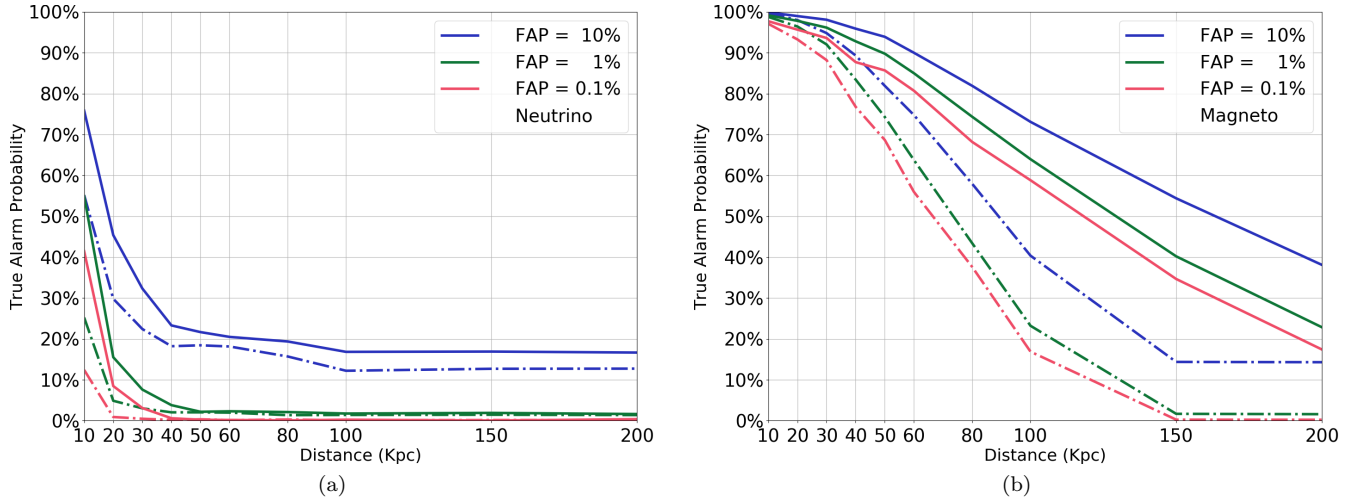 100%
90%
80%
70%
60%
50%
40%
30%
20%
10%
0%
True Alarm Probability
FAP = 10%
FAP = 1%
FAP = 0.1%
Neutrino
10 20 30 40 50 60 80 100 150 200
Distance (Kpc)
(a)
100%
90%
80%
70%
60%
50%
40%
30%
20%
10%
0%
True Alarm Probability
FAP = 10%
FAP = 1%
FAP = 0.1%
Magneto
10 20 30 40 50 60 80 100 150 200
Distance (Kpc)
(b)